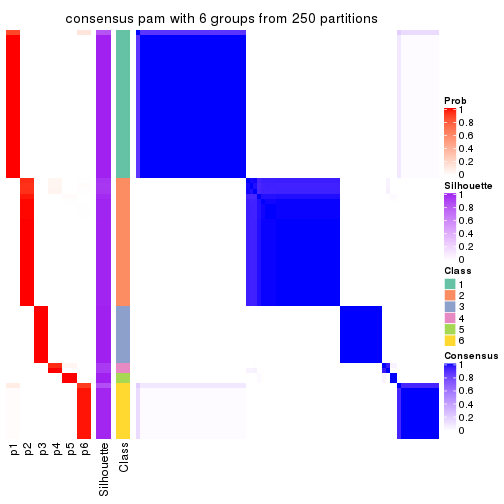 consensus pam with 6 groups from 250 partitions
Prob
1
0.8
0.6
0.4
0.2
0
Silhouette
1
0.8
0.6
0.4
0.2
0
Class
1
2
3
4
5
6
Consensus
1
0.8
0.6
0.4
0.2
0
p1
p2
p3
p4
p5
p6
Silhouette
Class